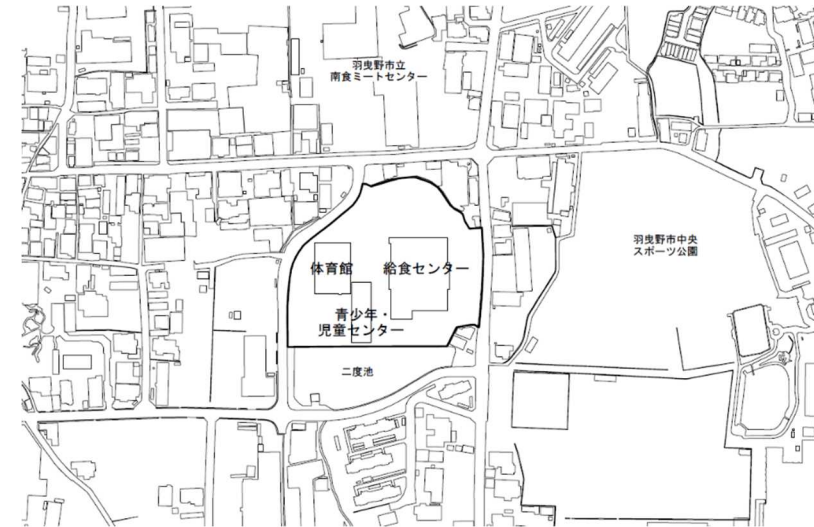 羽曳野市立
南食ミートセンター
羽曳野市中央
スポーツ公園
体育館
給食センター
青少年・
児童センター
二度池